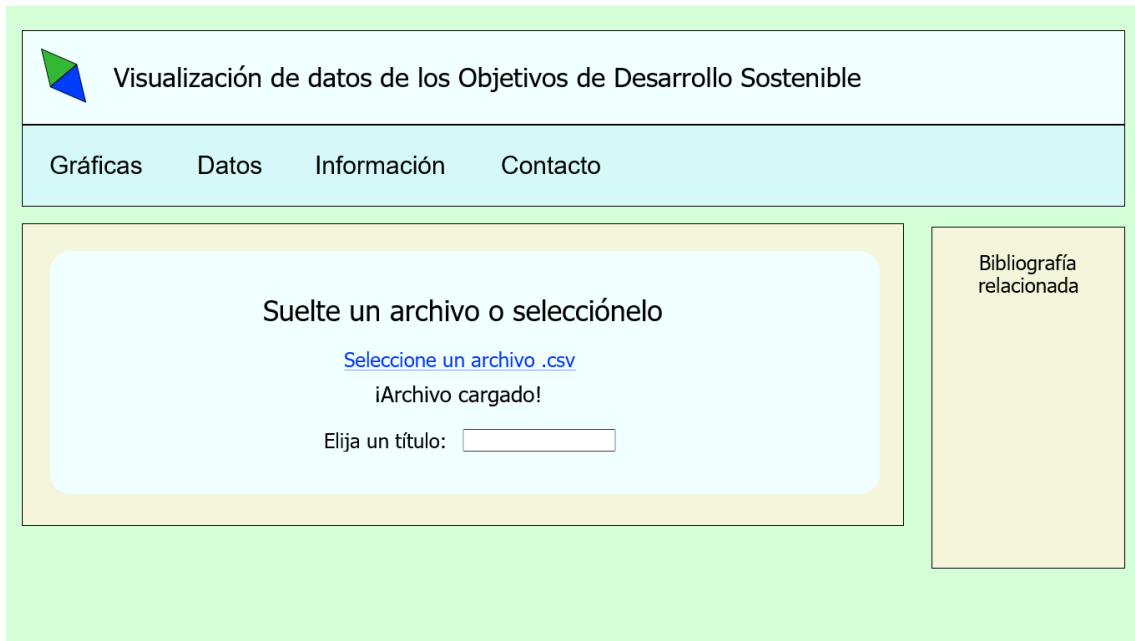 Visualización de datos de los Objetivos de Desarrollo Sostenible
Gráficas Datos Información Contacto
Suelte un archivo o selecciónelo
Seleccione un archivo .csv
¡Archivo cargado!
Elija un título:
Bibliografía
relacionada